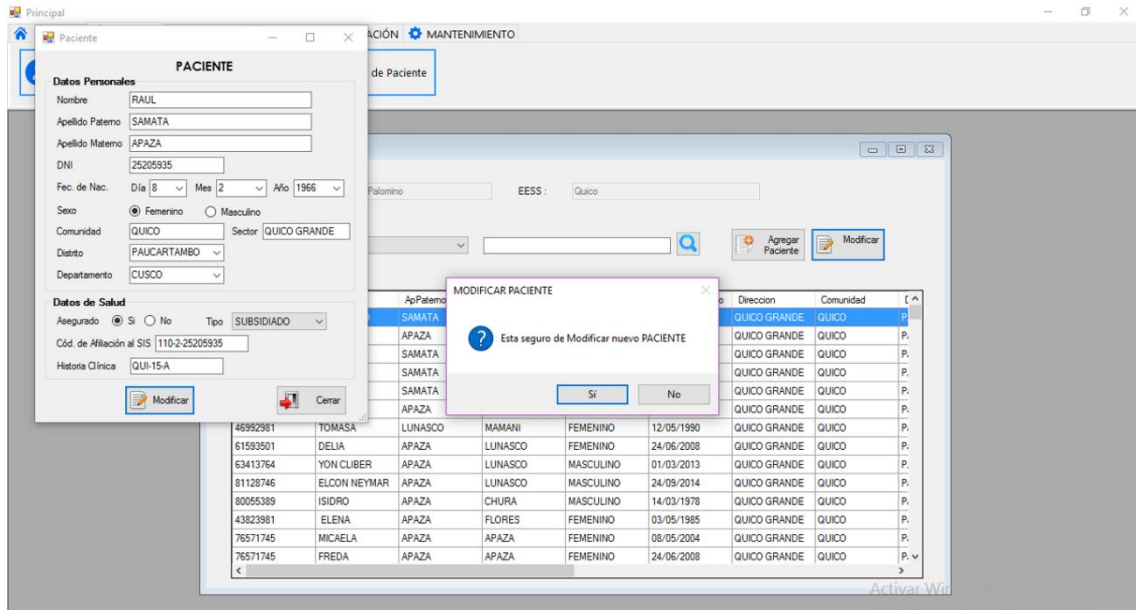 Principal
Paciente
ACIÓN MANTENIMIENTO
PACIENTE
de Paciente
Datos Personales
Nombre RAUL
Apellido Paterno SAMATA
Apellido Materno APAZA
DNI 25205935
Fec. de Nac. Día 8 Mes 2 Año 1966
Palomino EESS : Quico
Sexo Femenino Masculino
Comunidad QUICO Sector QUICO GRANDE
Distrito PAUCARTAMBO
Agregar Paciente
Modificar
Departamento CUSCO
Datos de Salud
Asegurado Si No Tipo SUBSIDIADO
Cód. de Afiliación al SIS 110-2-25205935
Historia Clínica QUI-15-A
Modificar Cerrar
MODIFICAR PACIENTE
Esta seguro de Modificar nuevo PACIENTE
Sí No
ApPaterno o Direccion Comunidad
SAMATA QUICO GRANDE QUICO P
APAZA QUICO GRANDE QUICO P
SAMATA QUICO GRANDE QUICO P
SAMATA QUICO GRANDE QUICO P.
SAMATA QUICO GRANDE QUICO P
APAZA QUICO GRANDE QUICO P
46992981 TOMASA LUNASCO MAMANI FEMENINO 12/05/1990 QUICO GRANDE QUICO P
61593501 DELIA APAZA LUNASCO FEMENINO 24/06/2008 QUICO GRANDE QUICO P
63413764 YON CLIBER APAZA LUNASCO MASCULINO 01/03/2013 QUICO GRANDE QUICO P.
81128746 ELCON NEYMAR APAZA LUNASCO MASCULINO 24/09/2014 QUICO GRANDE QUICO P
80055389 ISIDRO APAZA CHURA MASCULINO 14/03/1978 QUICO GRANDE QUICO P
43823981 ELENA APAZA FLORES FEMENINO 03/05/1985 QUICO GRANDE QUICO P
76571745 MICAELA APAZA APAZA FEMENINO 08/05/2004 QUICO GRANDE QUICO P
76571745 FREDA APAZA APAZA FEMENINO 24/06/2008 QUICO GRANDE QUICO P
Activar Win